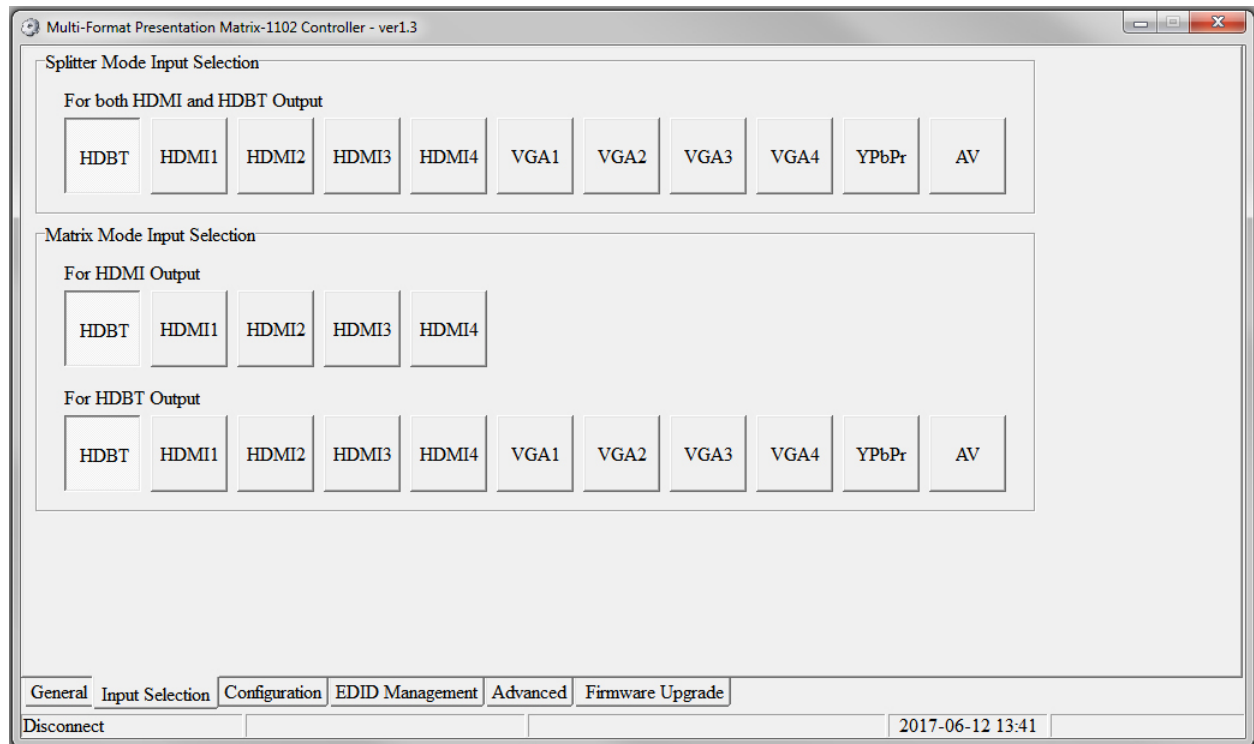 Multi-Format Presentation Matrix-1102 Controller - ver1.3
Splitter Mode Input Selection
For both HDMI and HDBT Output
HDBT HDMI1 HDMI2 HDMI3 HDMI4 VGA1 VGA2 VGA3 VGA4 YPbPr AV
Matrix Mode Input Selection
For HDMI Output
HDBT HDMI1 HDMI2 HDMI3 HDMI4
For HDBT Output
HDBT HDMI1 HDMI2 HDMI3 HDMI4 VGA1 VGA2 VGA3 VGA4 YPbPr AV
General Input Selection Configuration EDID Management Advanced Firmware Upgrade
Disconnect 2017-06-12 13:41